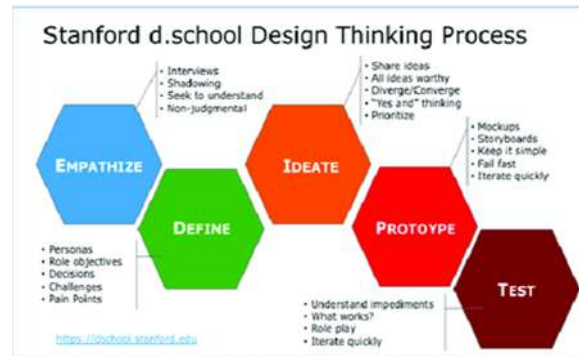 Stanford d.school Design Thinking Process
• Interviews
• Shadowing
• Seek to understand
• Non-judgmental
EMPATHIZE
• Personas
• Role objectives
• Decisions
• Challenges
• Pain Points
DEFINE
• Share ideas
• All ideas worthy
• Diverge/Converge
• "Yes and" thinking
• Prioritize
IDEATE
• Mockups
• Storyboards
• Keep it simple
• Fail fast
• Iterate quickly
PROTOYPE
• Understand impediments
• What works?
• Role play
• Iterate quickly
TEST
https://dschool.stanford.edu